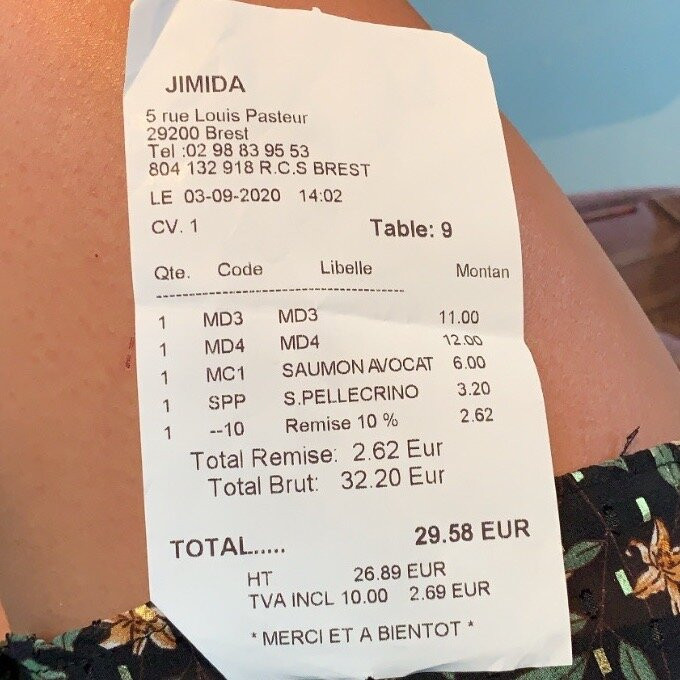 JIMIDA
5 rue Louis Pasteur
29200 Brest
Tel :02 98 83 95 53
804 132 918 R.C.S BREST
LE 03-09-2020 14:02
CV. 1 Table: 9
Qte. Code Libelle Montan
----------------------------------------
1 MD3 MD3 11.00
1 MD4 MD4 12.00
1 MC1 SAUMON AVOCAT 6.00
1 SPP S.PELLECRINO 3.20
1 --10 Remise 10 % 2.62
Total Remise: 2.62 Eur
Total Brut: 32.20 Eur
TOTAL..... 29.58 EUR
HT 26.89 EUR
TVA INCL 10.00 2.69 EUR
* MERCI ET A BIENTOT *